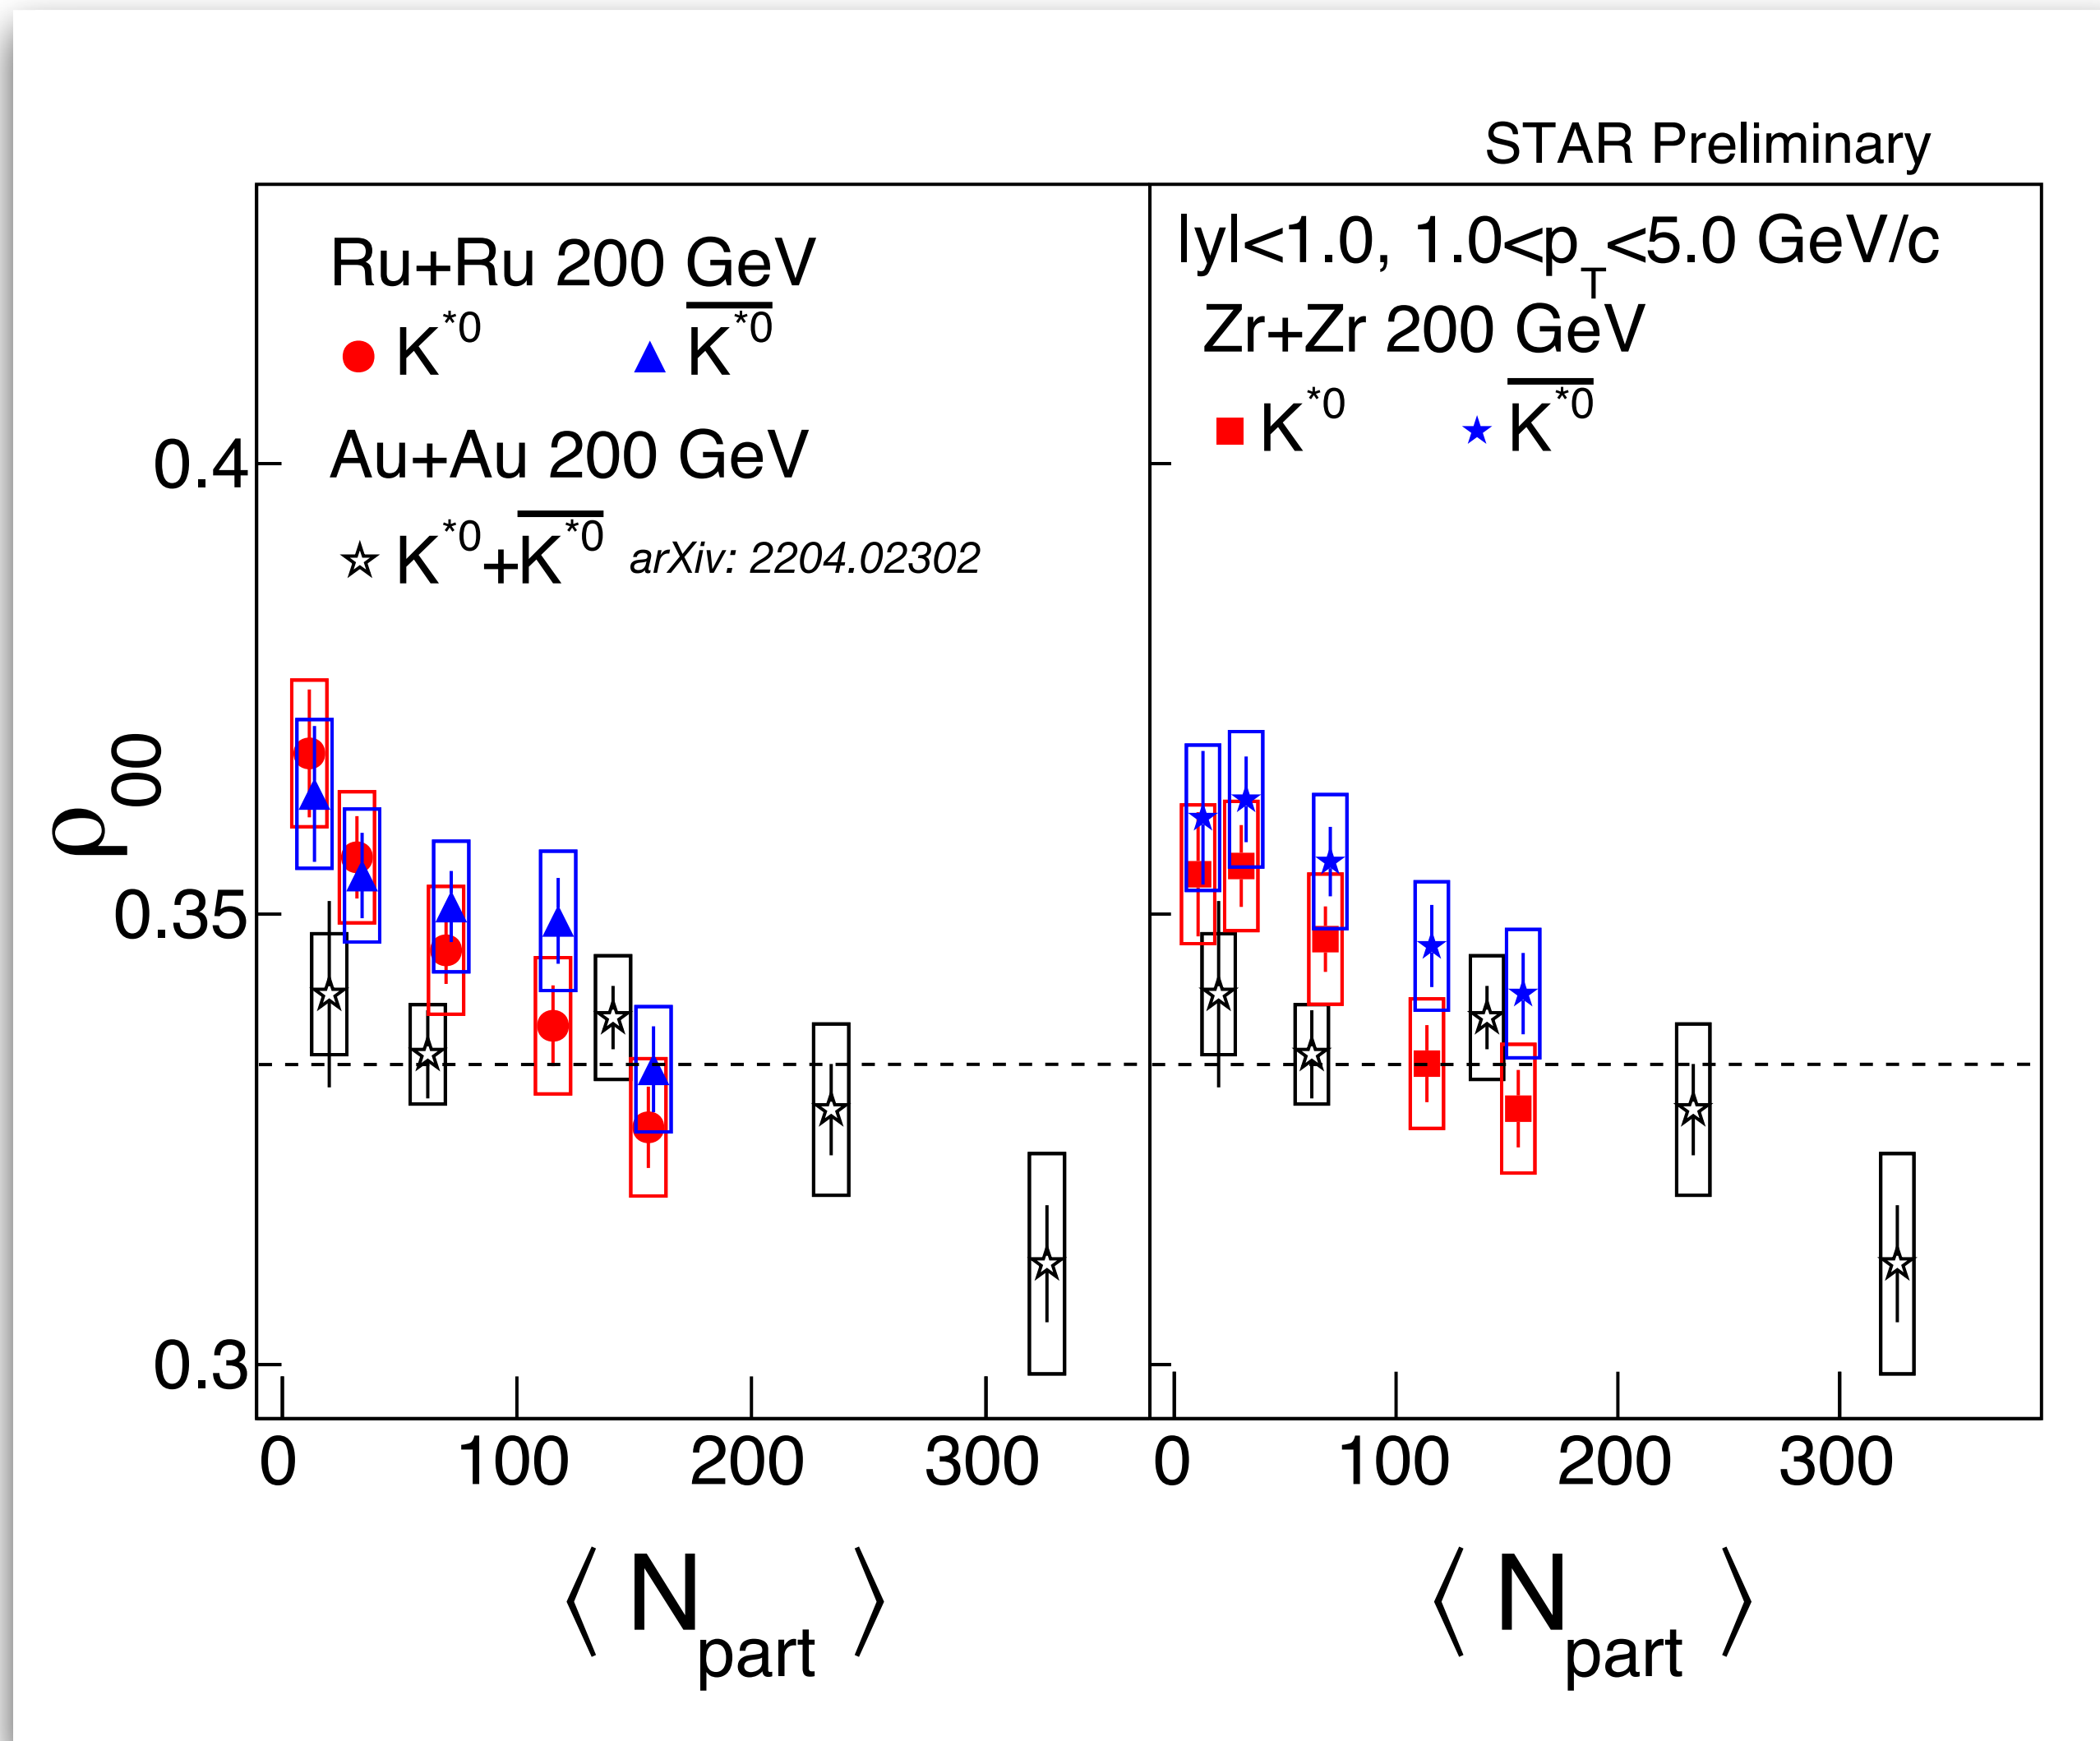 STAR Preliminary
Ru+Ru 200 GeV
K*0 K̅*0
Au+Au 200 GeV
K*0+K̅*0 arXiv: 2204.02302
|y|<1.0, 1.0<pT<5.0 GeV/c
Zr+Zr 200 GeV
K*0 K̅*0
ρ00
0.4
0.35
0.3
0 100 200 300
0 100 200 300
⟨ Npart ⟩
⟨ Npart ⟩